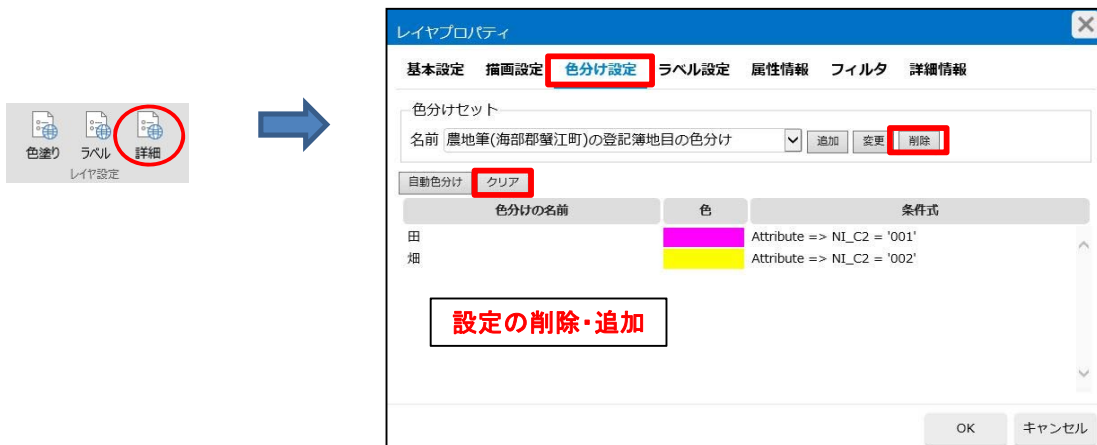 色塗り ラベル 詳細
レイヤ設定
レイヤプロパティ
基本設定 描画設定 色分け設定 ラベル設定 属性情報 フィルタ 詳細情報
色分けセット
名前 農地筆(海部郡蟹江町)の登記簿地目の色分け 追加 変更 削除
自動色分け クリア
色分けの名前 色 条件式
田 Attribute => NI_C2 = '001'
畑 Attribute => NI_C2 = '002'
設定の削除・追加
OK キャンセル